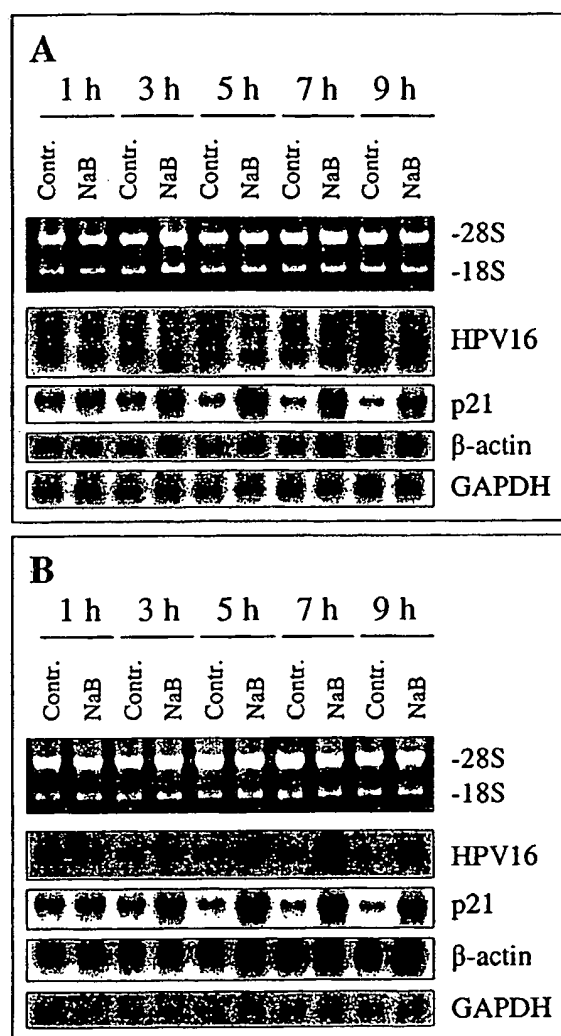 A
1 h 3 h 5 h 7 h 9 h
Contr. NaB Contr. NaB Contr. NaB Contr. NaB Contr. NaB
-28S
-18S
HPV16
p21
β-actin
GAPDH
B
1 h 3 h 5 h 7 h 9 h
Contr. NaB Contr. NaB Contr. NaB Contr. NaB Contr. NaB
-28S
-18S
HPV16
p21
β-actin
GAPDH